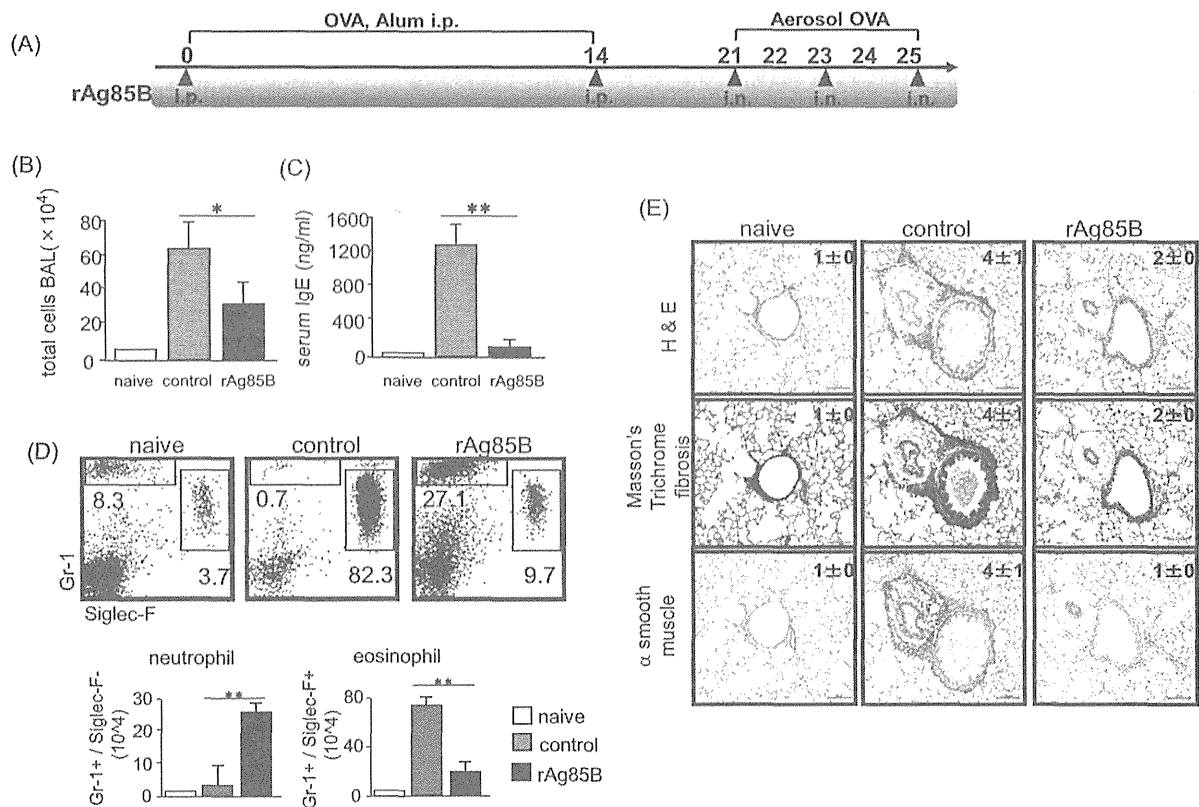 (A)
OVA, Alum i.p.
Aerosol OVA
0 14 21 22 23 24 25
rAg85B i.p. i.p. i.n. i.n. i.n.
(B)
total cells BAL( × 10⁴)
80
60
40
20
0
*
naive control rAg85B
(C)
serum IgE (ng/ml)
1600
1200
800
400
0
**
naive control rAg85B
(D)
naive control rAg85B
8.3 0.7 27.1
3.7 82.3 9.7
Gr-1
Siglec-F
neutrophil
Gr-1+ / Siglec-F-
(10^4)
30
20
10
0
**
eosinophil
Gr-1+ / Siglec-F+
(10^4)
80
40
0
**
naive
control
rAg85B
(E)
naive control rAg85B
H & E
1±0 4±1 2±0
Masson's
Trichrome
fibrosis
1±0 4±1 2±0
α smooth
muscle
1±0 4±1 1±0